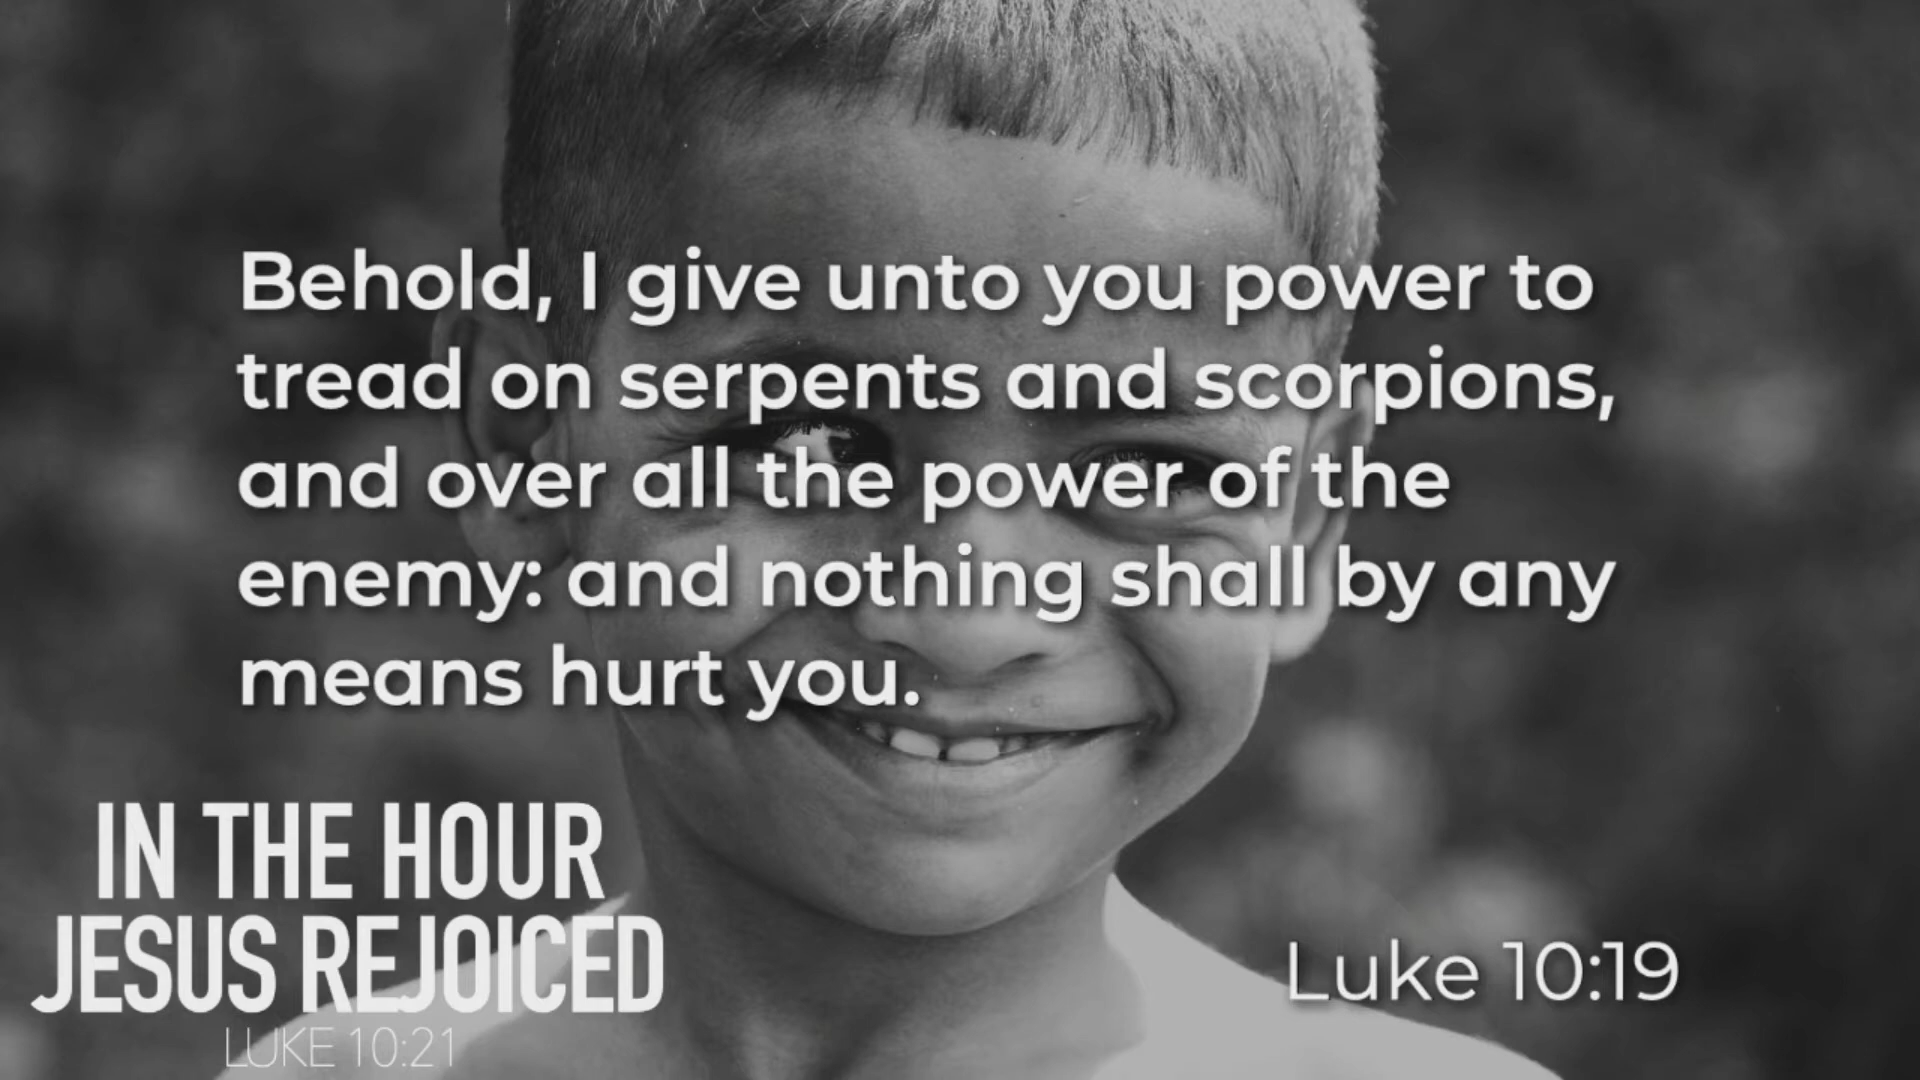 Behold, I give unto you power to
tread on serpents and scorpions,
and over all the power of the
enemy: and nothing shall by any
means hurt you.
IN THE HOUR
JESUS REJOICED
LUKE 10:21
Luke 10:19